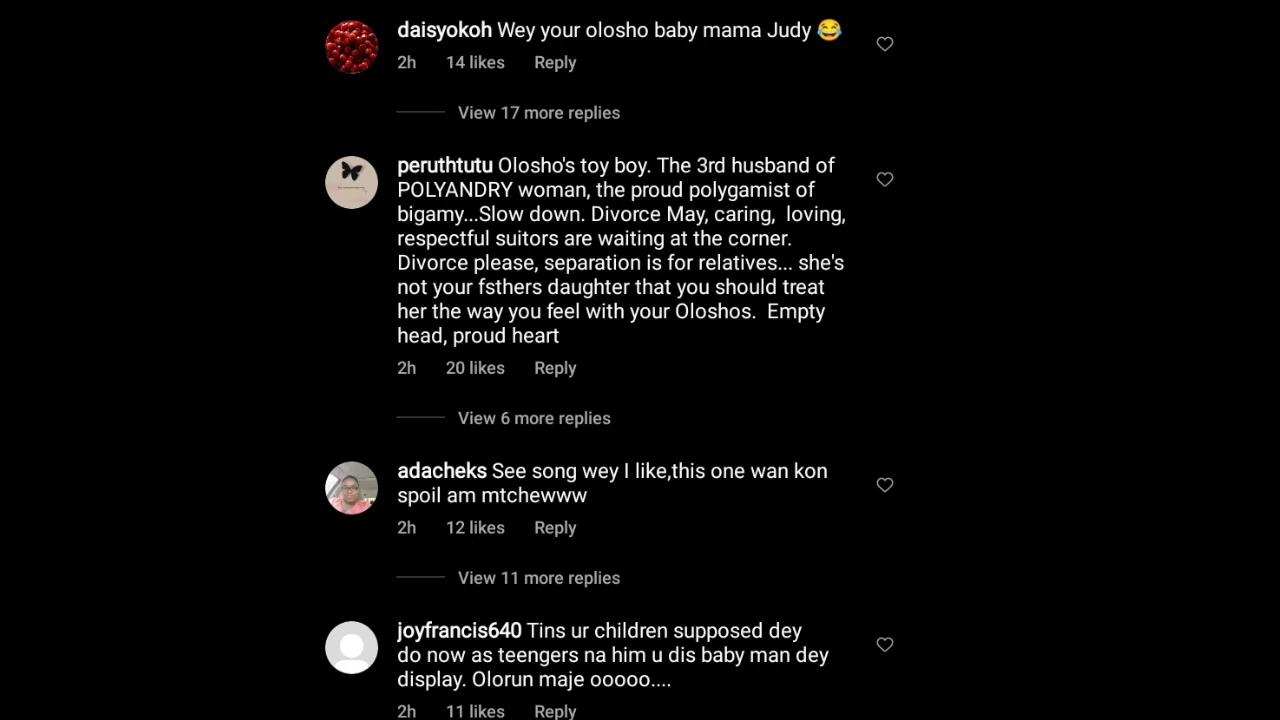 daisyokoh Wey your olosho baby mama Judy 😂
2h 14 likes Reply
View 17 more replies
peruthtutu Olosho's toy boy. The 3rd husband of
POLYANDRY woman, the proud polygamist of
bigamy...Slow down. Divorce May, caring, loving,
respectful suitors are waiting at the corner.
Divorce please, separation is for relatives... she's
not your fsthers daughter that you should treat
her the way you feel with your Oloshos. Empty
head, proud heart
2h 20 likes Reply
View 6 more replies
adacheks See song wey I like,this one wan kon
spoil am mtchewww
2h 12 likes Reply
View 11 more replies
joyfrancis640 Tins ur children supposed dey
do now as teengers na him u dis baby man dey
display. Olorun maje ooooo....
2h 11 likes Reply